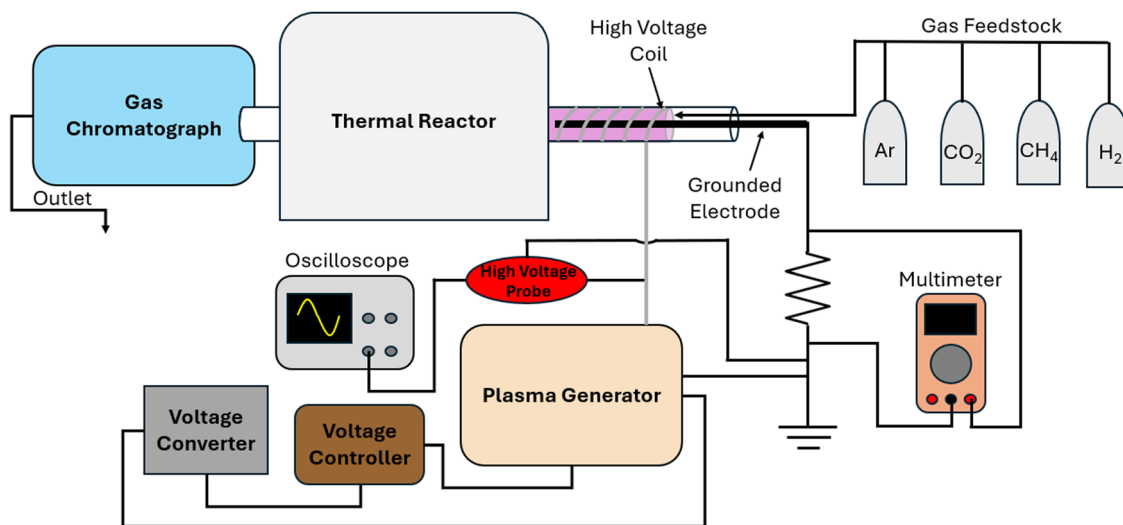 High Voltage
Coil
Gas Feedstock
Gas
Chromatograph
Thermal Reactor
Ar
CO2
CH4
H2
Outlet
Grounded
Electrode
Oscilloscope
High Voltage
Probe
Multimeter
Plasma Generator
Voltage
Converter
Voltage
Controller